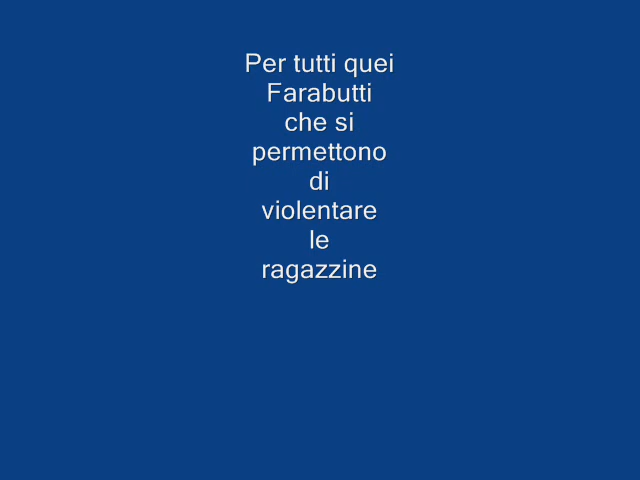 Per tutti quei
Farabutti
che si
permettono
di
violentare
le
ragazzine